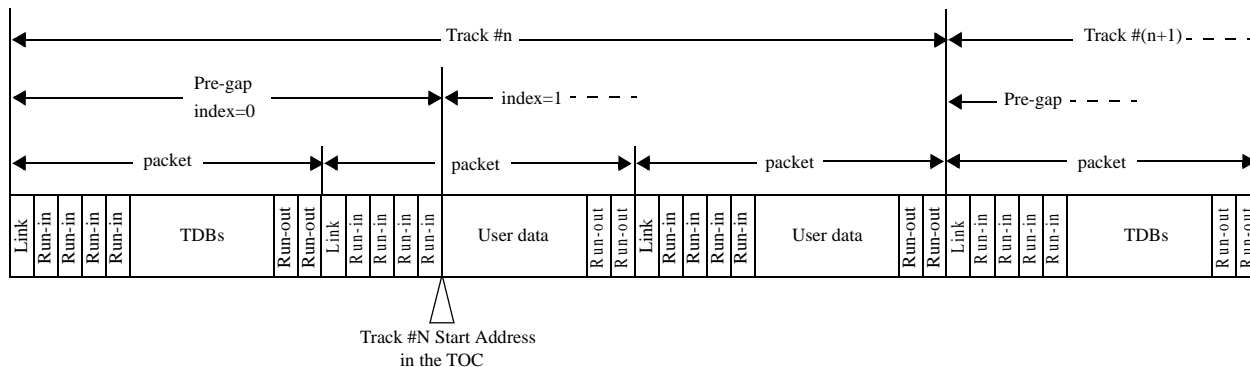 Track #n
Track #(n+1)
Pre-gap
index=0
index=1
Pre-gap
packet
packet
packet
packet
Link
Run-in
Run-in
Run-in
Run-in
TDBs
Run-out
Run-out
Link
Run-in
Run-in
Run-in
Run-in
User data
Run-out
Run-out
Link
Run-in
Run-in
Run-in
Run-in
User data
Run-out
Run-out
Link
Run-in
Run-in
Run-in
Run-in
TDBs
Run-out
Run-out
Track #N Start Address
in the TOC